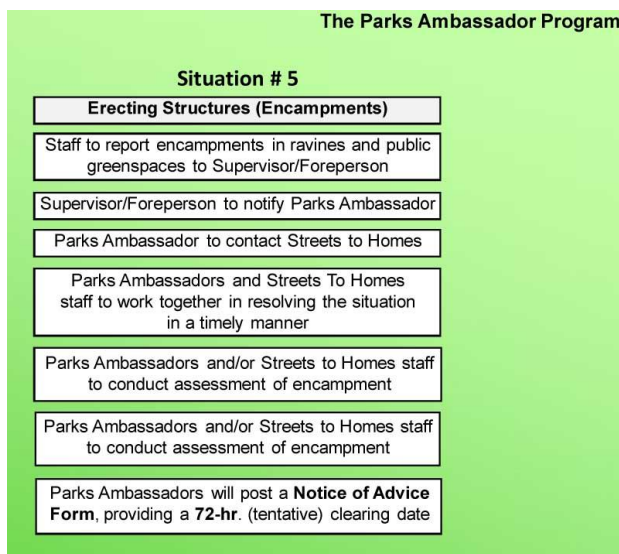 The Parks Ambassador Program
Situation # 5
Erecting Structures (Encampments)
Staff to report encampments in ravines and public
greenspaces to Supervisor/Foreperson
Supervisor/Foreperson to notify Parks Ambassador
Parks Ambassador to contact Streets to Homes
Parks Ambassadors and Streets To Homes
staff to work together in resolving the situation
in a timely manner
Parks Ambassadors and/or Streets to Homes staff
to conduct assessment of encampment
Parks Ambassadors and/or Streets to Homes staff
to conduct assessment of encampment
Parks Ambassadors will post a Notice of Advice
Form, providing a 72-hr. (tentative) clearing date